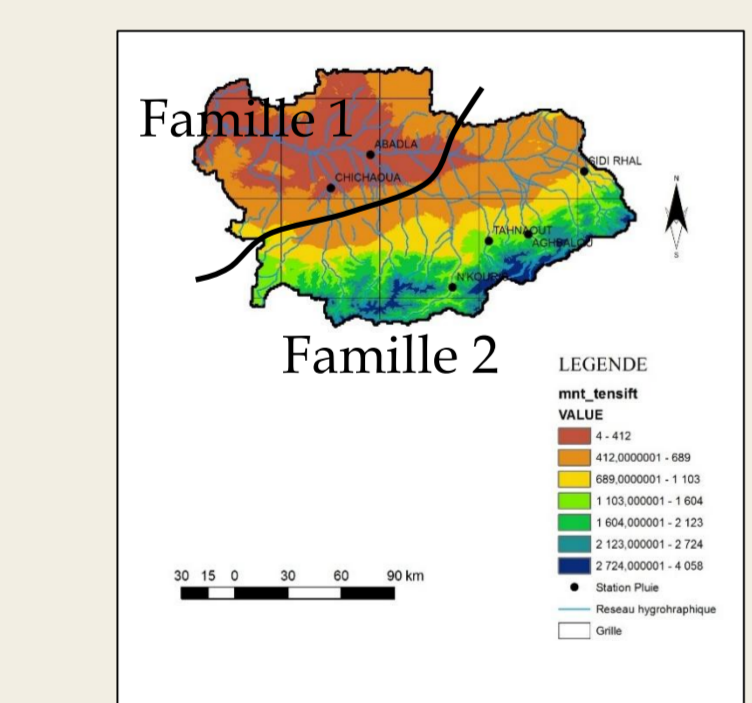 Famille 1
ABADLA
CHICHAOUA
SIDI RHAL
TAHNAOUT
AGHBALOU
N
S
Famille 2
LEGENDE
mnt_tensift
VALUE
4 - 412
412,0000001 - 689
689,0000001 - 1 103
1 103,000001 - 1 604
1 604,000001 - 2 123
2 123,000001 - 2 724
2 724,000001 - 4 058
Station Pluie
Reseau hygrohraphique
Grille
30 15 0 30 60 90 km